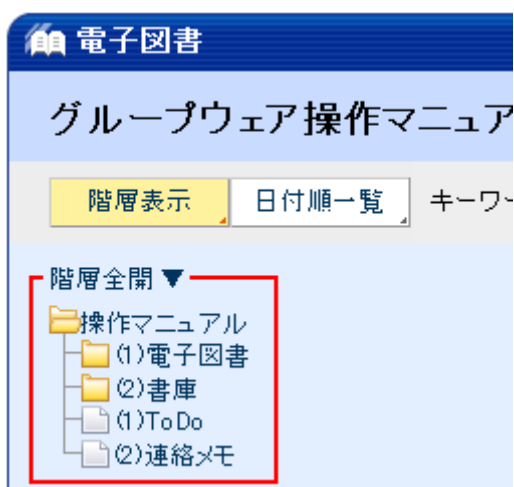 電子図書
グループウェア操作マニュア
階層表示 日付順一覧 キーワー
階層全開▼
操作マニュアル
(1)電子図書
(2)書庫
(1)ToDo
(2)連絡メモ